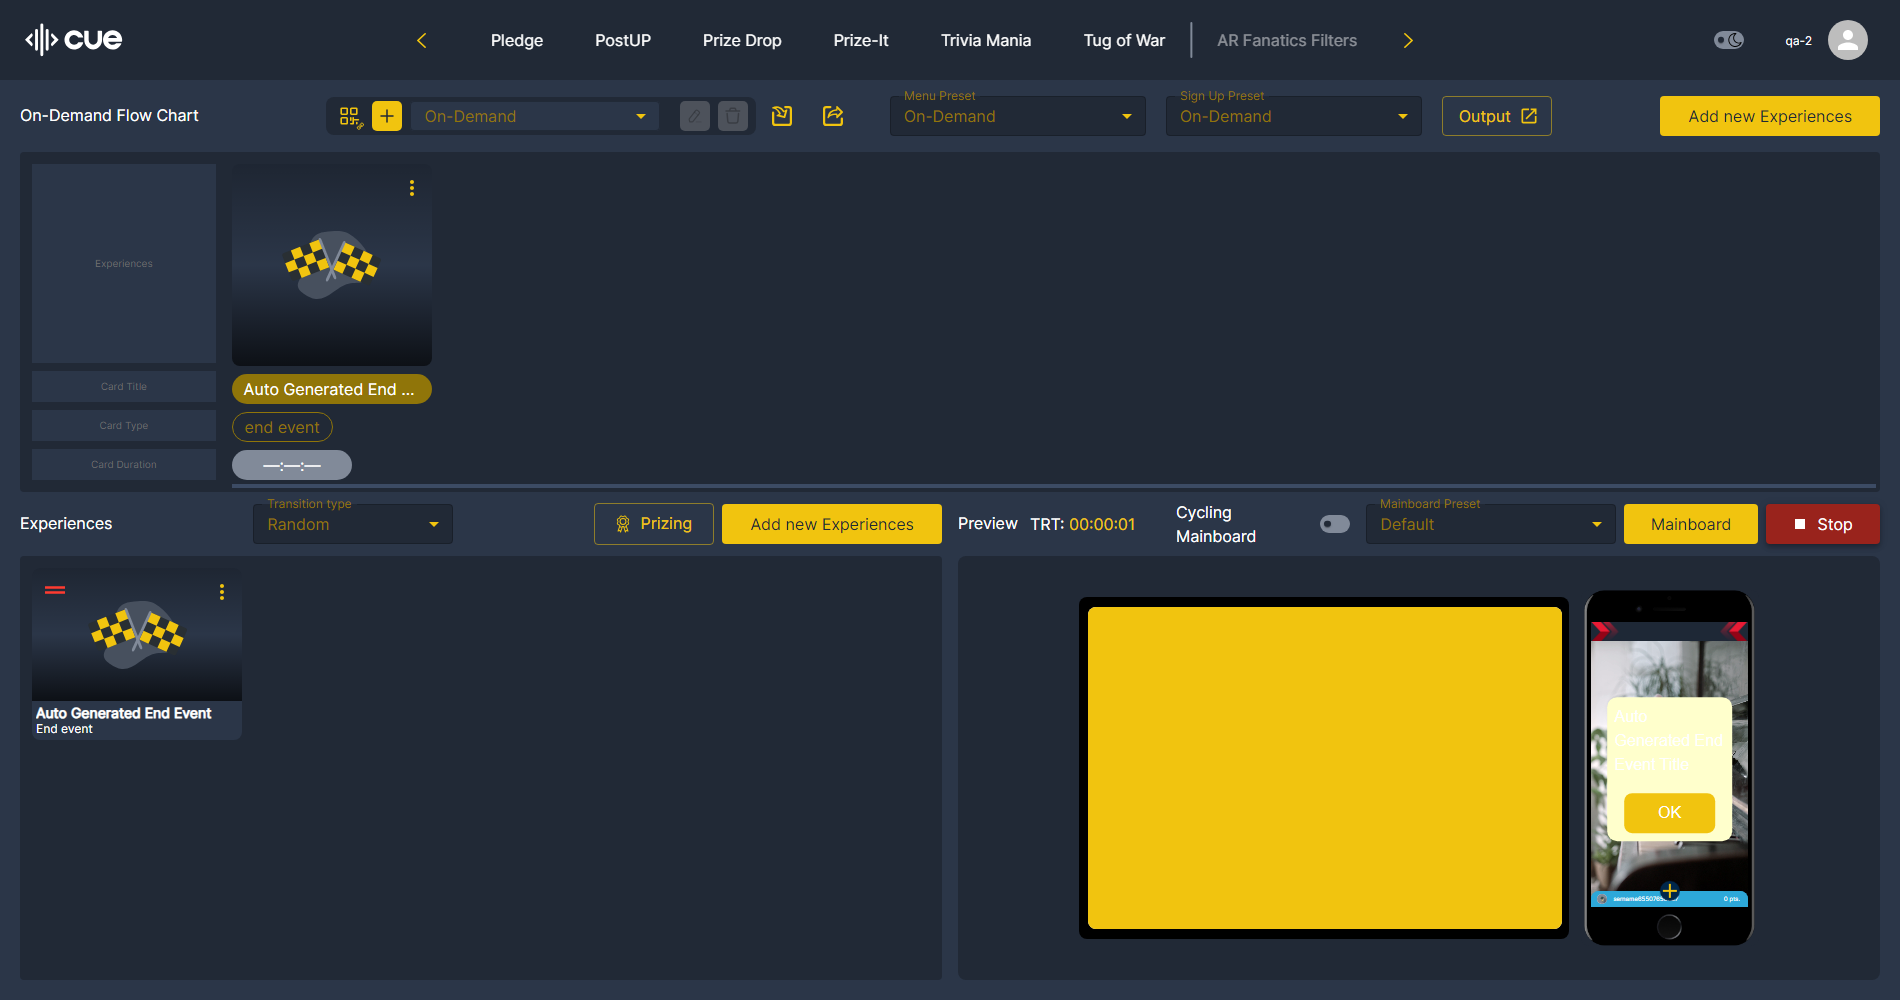 cue
Pledge
PostUP
Prize Drop
Prize-It
Trivia Mania
Tug of War
AR Fanatics Filters
qa-2
On-Demand Flow Chart
On-Demand
Menu Preset
On-Demand
Sign Up Preset
On-Demand
Output
Add new Experiences
Experiences
Card Title
Card Type
Card Duration
Auto Generated End ...
end event
—:—:—
Experiences
Transition type
Random
Prizing
Add new Experiences
Preview
TRT: 00:00:01
Cycling
Mainboard
Mainboard Preset
Default
Mainboard
Stop
Auto Generated End Event
End event
Auto
Generated End
Event Title
OK
0 pts.